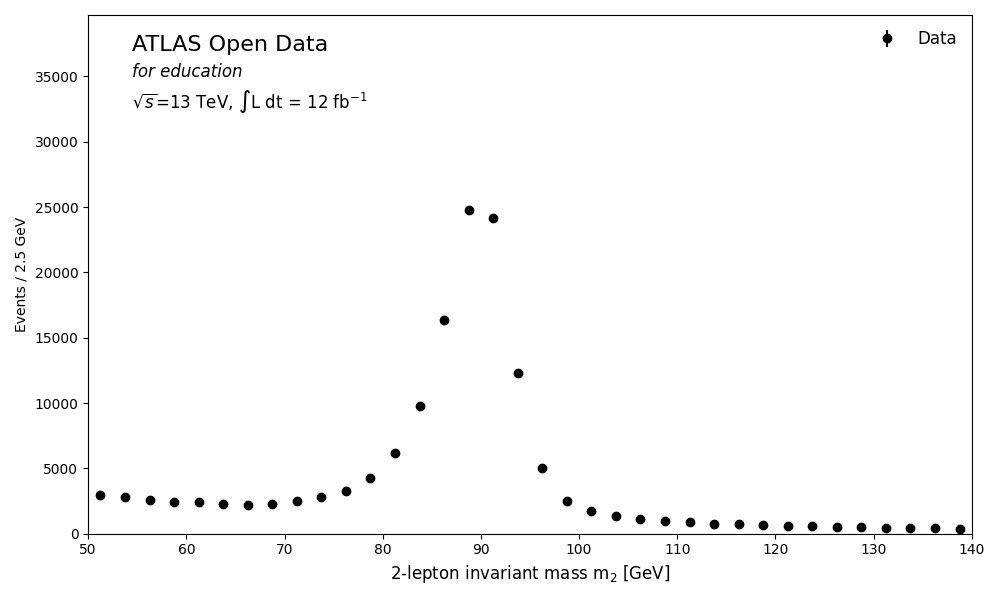 ATLAS Open Data
for education
√s=13 TeV, ∫L dt = 12 fb⁻¹
Data
Events / 2.5 GeV
35000
30000
25000
20000
15000
10000
5000
0
50 60 70 80 90 100 110 120 130 140
2-lepton invariant mass m₂ [GeV]